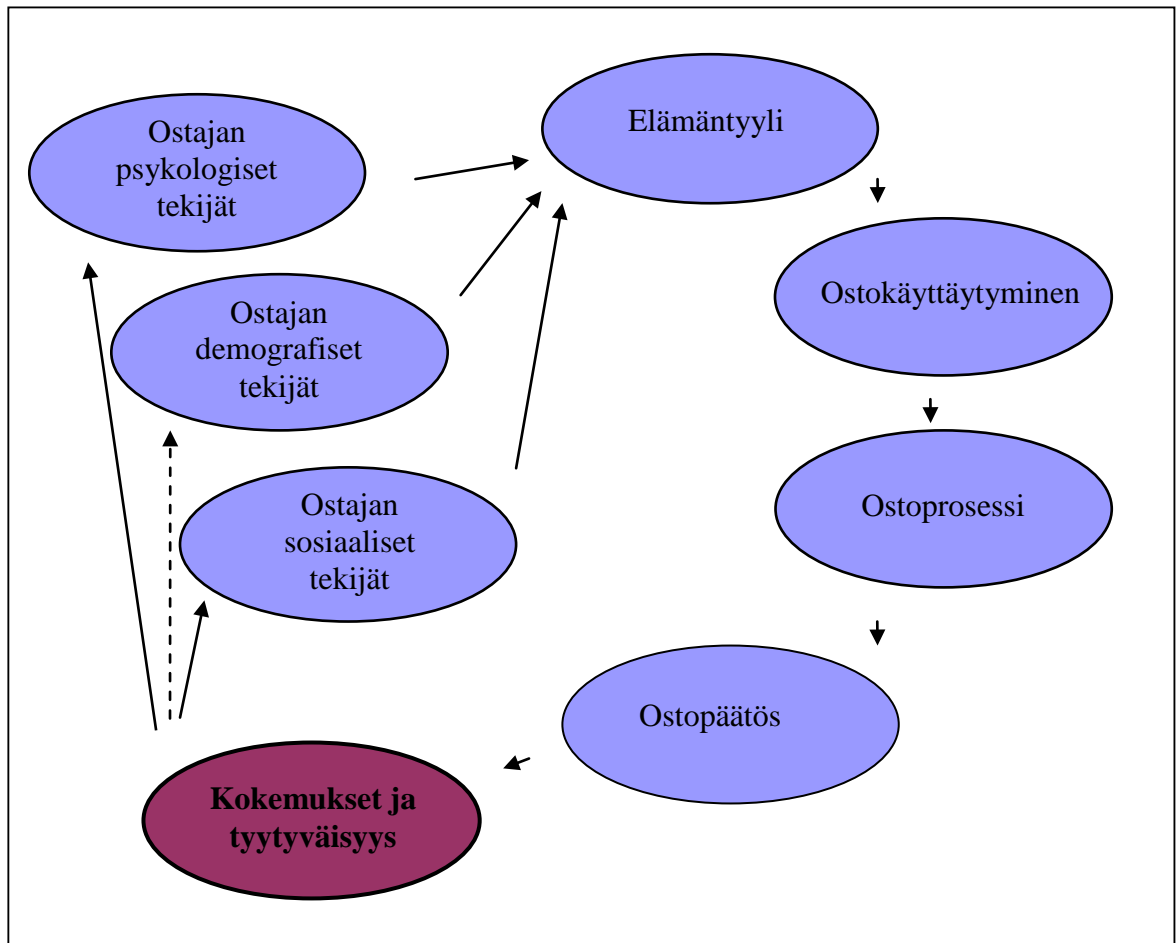 Ostajan
psykologiset
tekijät
Elämäntyyli
Ostajan
demografiset
tekijät
Ostokäyttäytyminen
Ostajan
sosiaaliset
tekijät
Ostoprosessi
Ostopäätös
Kokemukset ja
tyytyväisyys